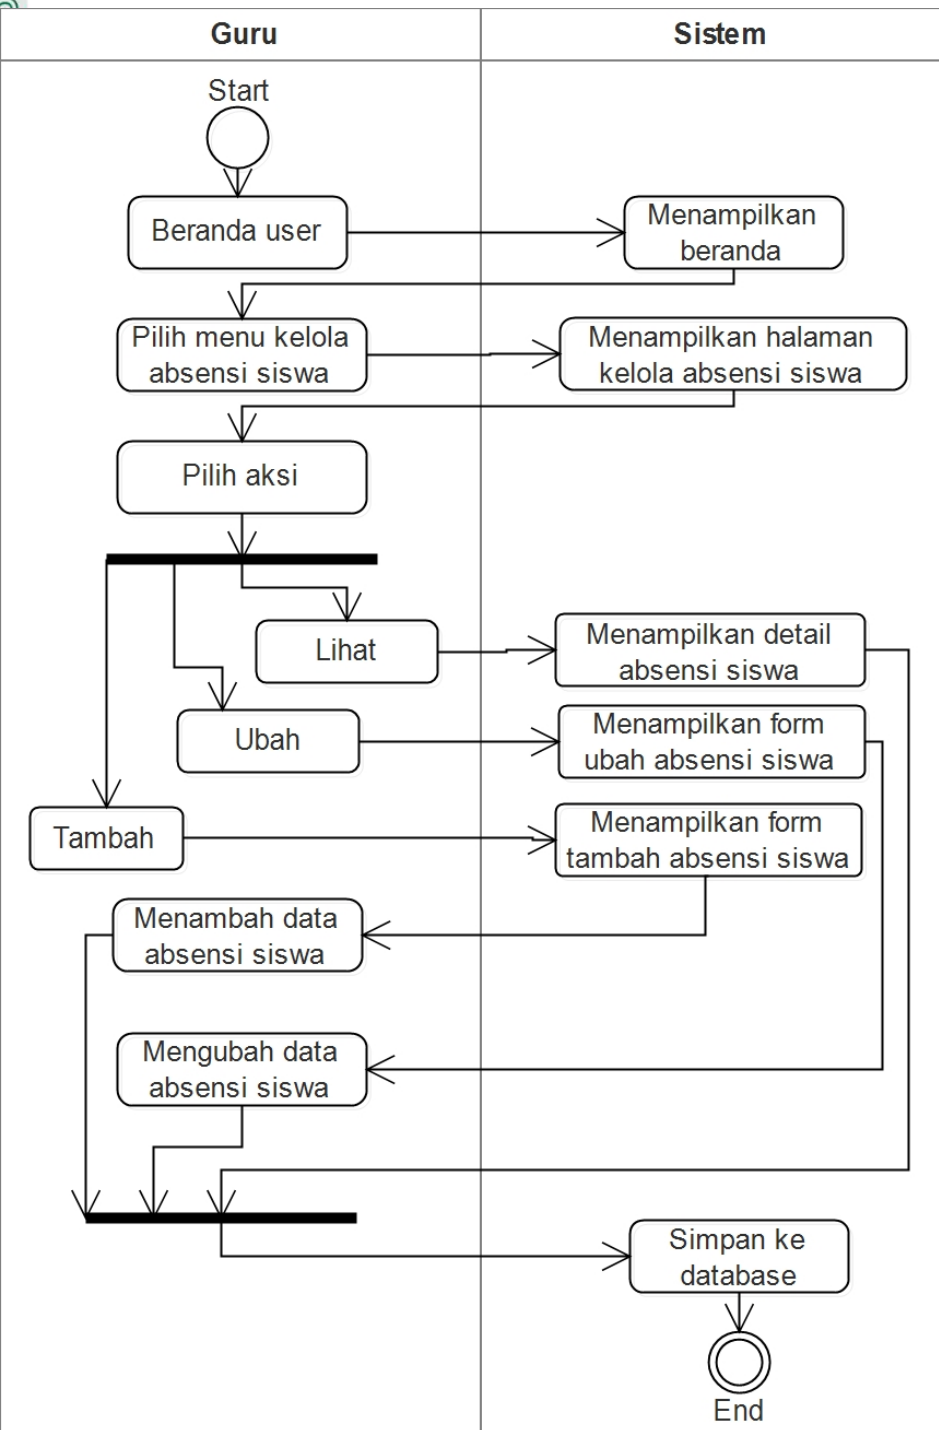 Guru
Sistem
Start
Beranda user
Menampilkan
beranda
Pilih menu kelola
absensi siswa
Menampilkan halaman
kelola absensi siswa
Pilih aksi
Lihat
Menampilkan detail
absensi siswa
Ubah
Menampilkan form
ubah absensi siswa
Tambah
Menampilkan form
tambah absensi siswa
Menambah data
absensi siswa
Mengubah data
absensi siswa
Simpan ke
database
End